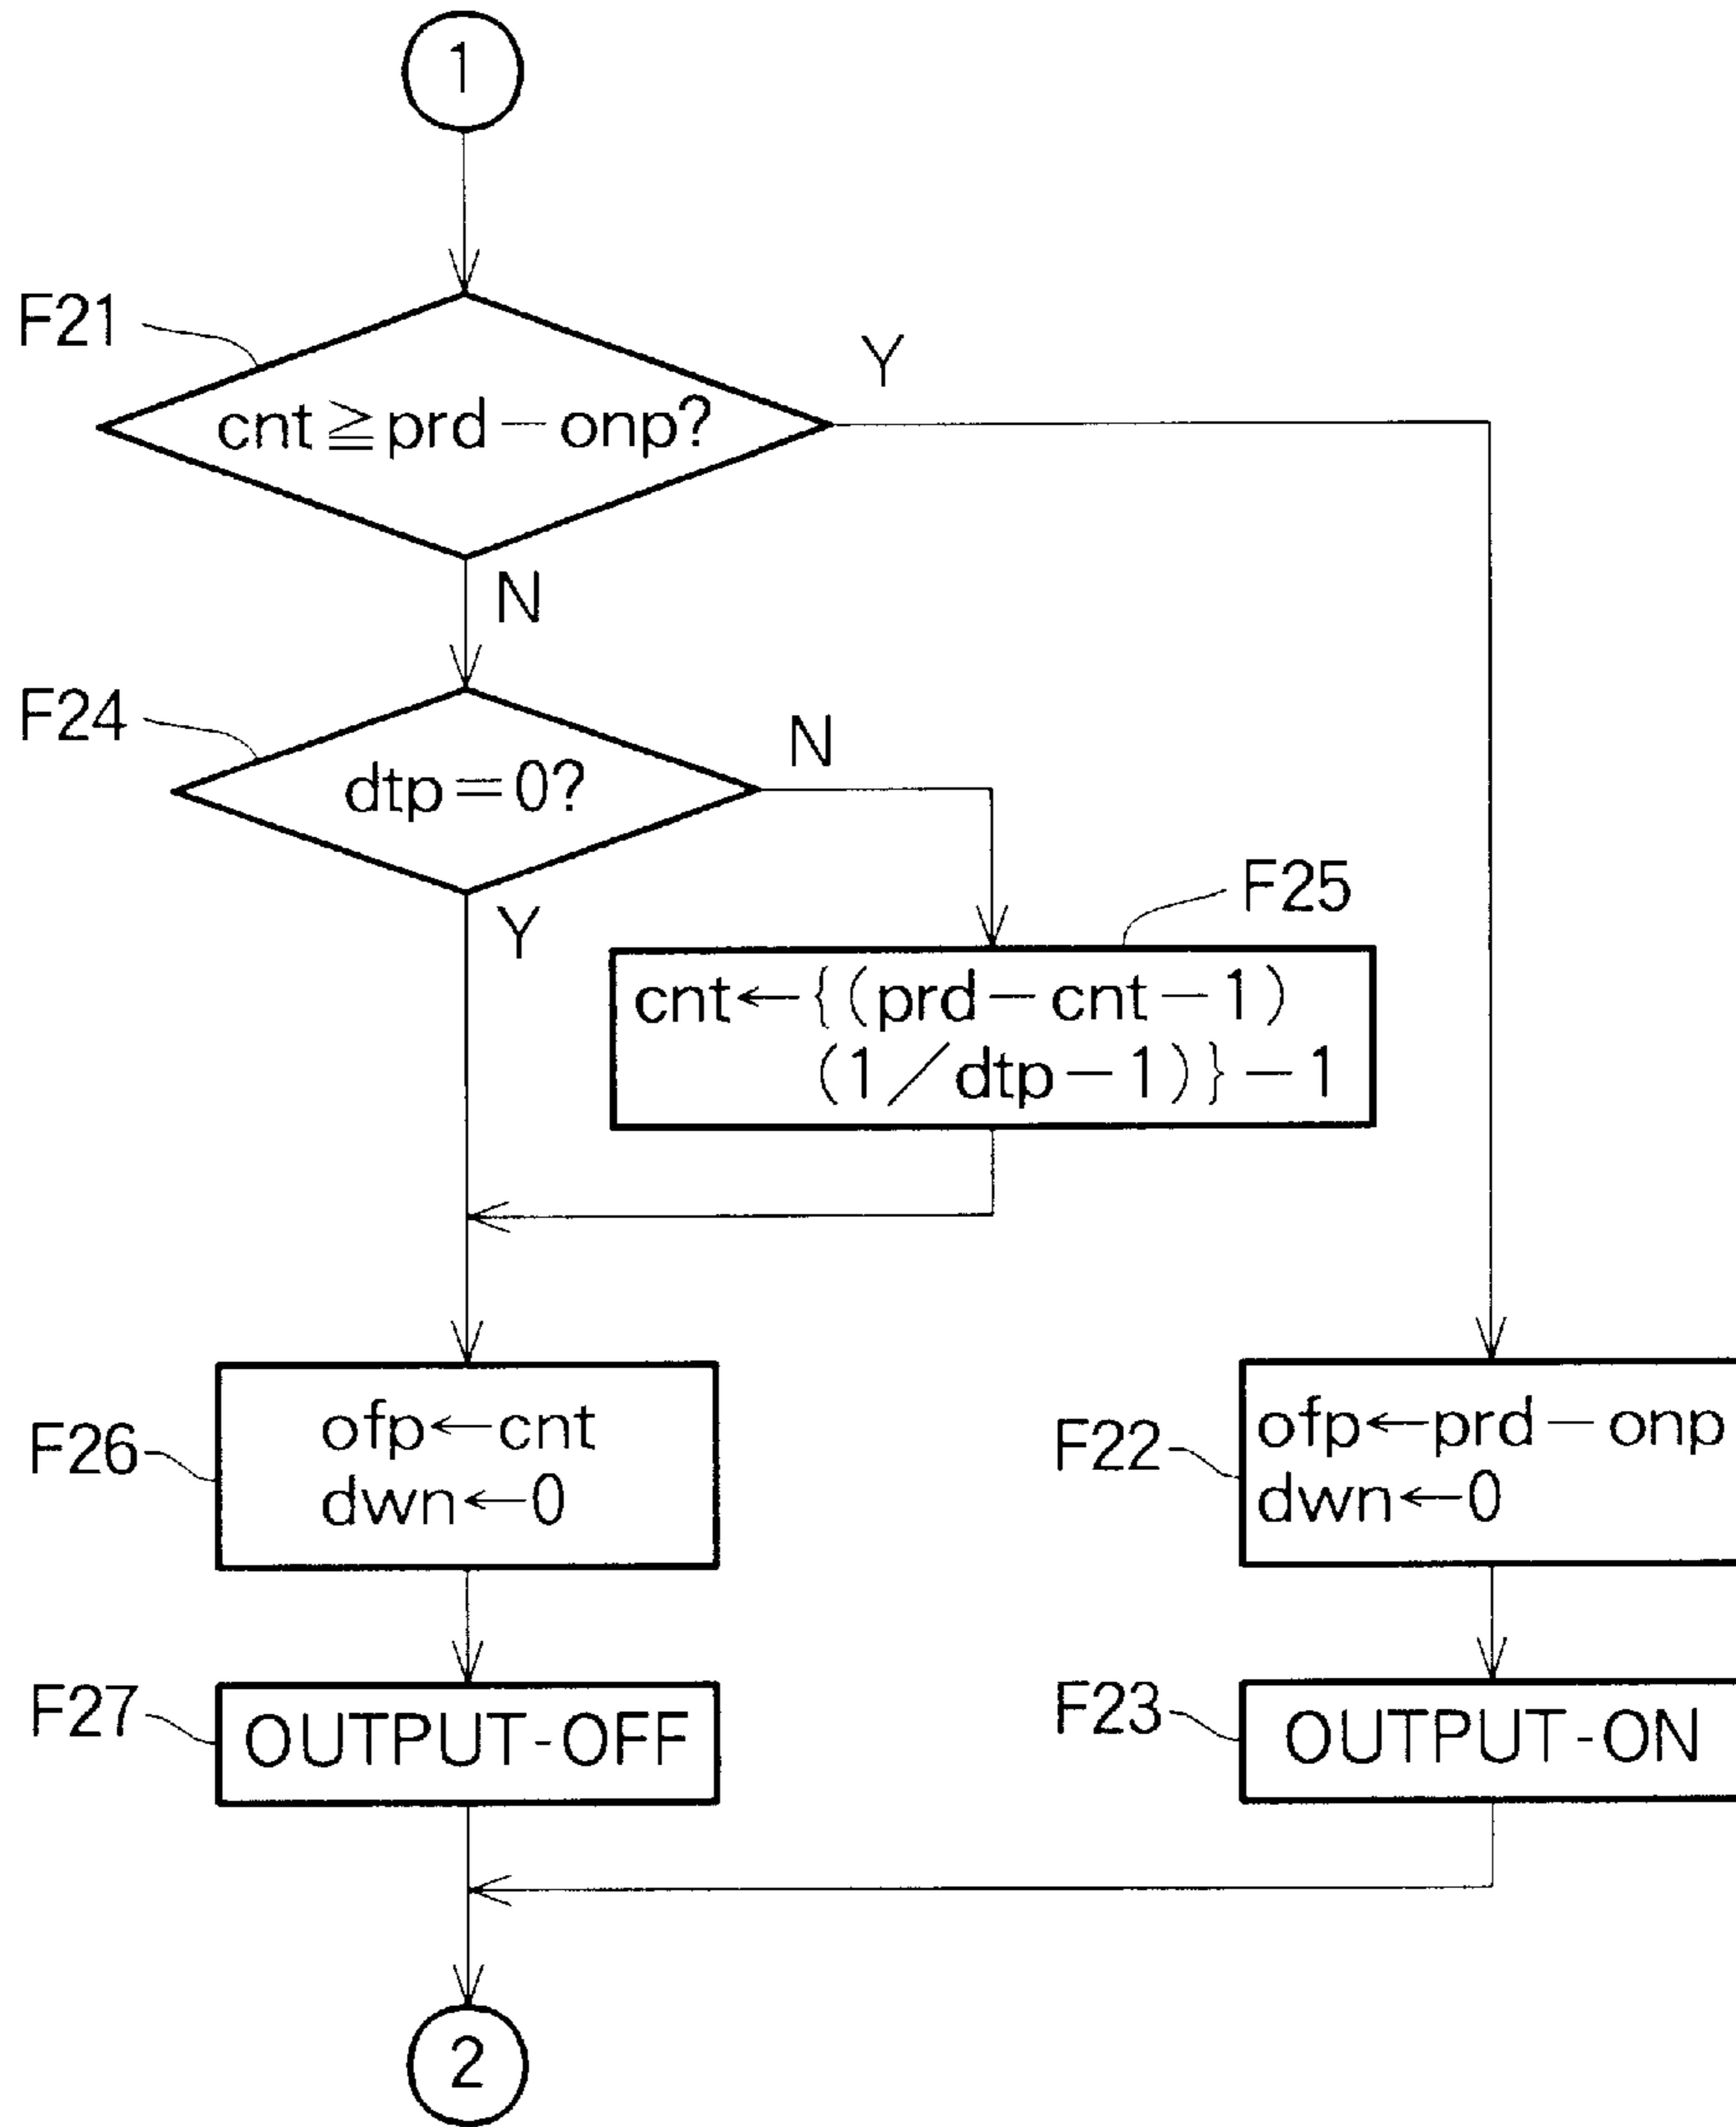 1
F21
cnt≧prd－onp?
Y
N
F24
dtp＝0?
N
Y
F25
cnt←{(prd－cnt－1)
(1／dtp－1)}－1
F26
ofp←cnt
dwn←0
F22
ofp←prd－onp
dwn←0
F27
OUTPUT-OFF
F23
OUTPUT-ON
2